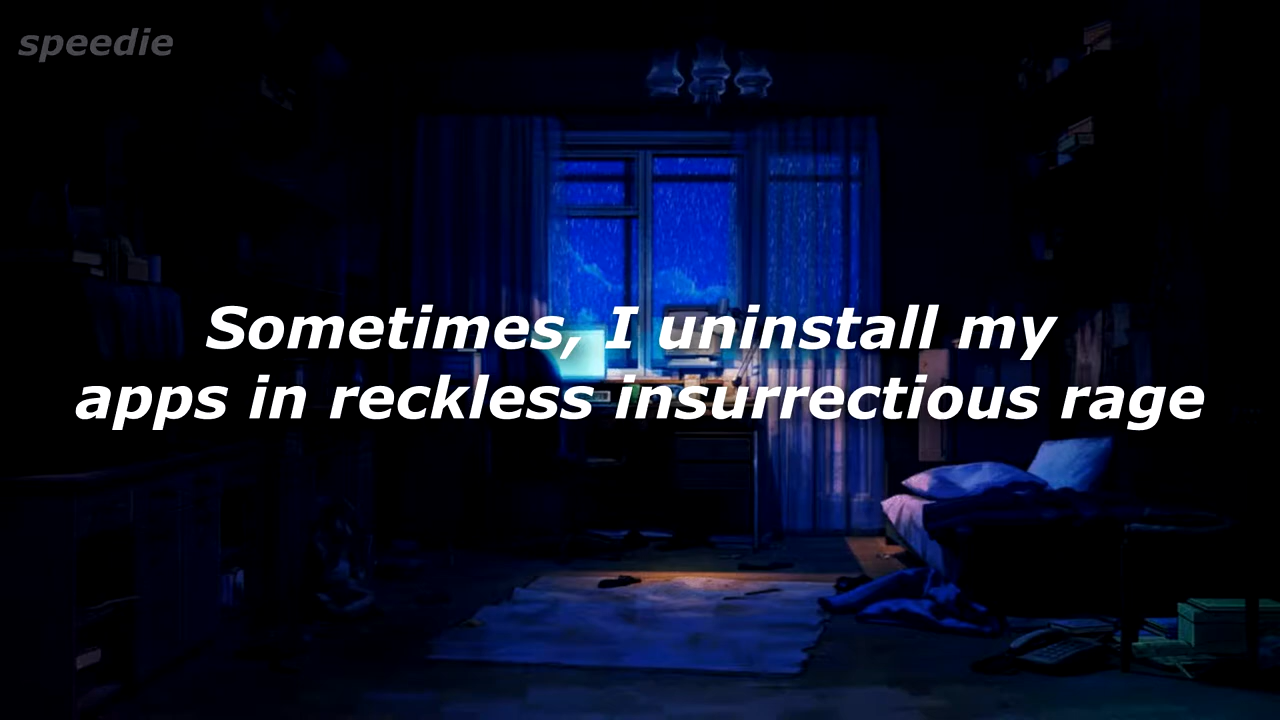 speedie
Sometimes, I uninstall my
apps in reckless insurrectious rage